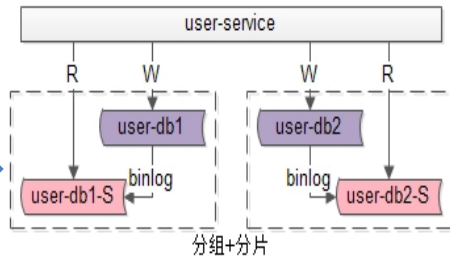 user-service
R W W R
user-db1 user-db2
binlog binlog
user-db1-S user-db2-S
分组+分片